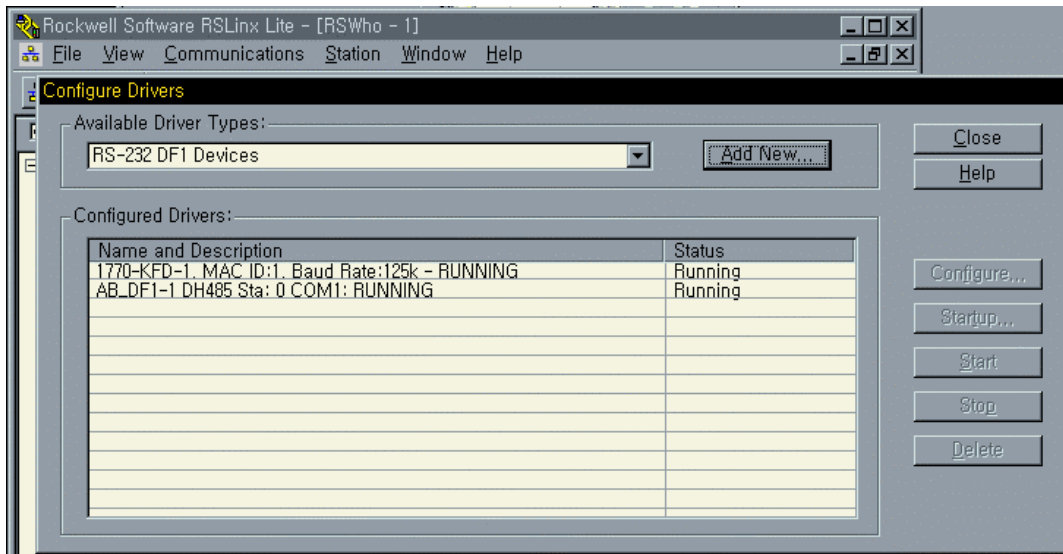 Rockwell Software RSLinx Lite - [RSWho - 1]
File View Communications Station Window Help
Configure Drivers
Available Driver Types:
RS-232 DF1 Devices
Add New...
Close
Help
Configured Drivers:
Name and Description Status
1770-KFD-1, MAC ID:1, Baud Rate:125k - RUNNING Running
AB_DF1-1 DH485 Sta: 0 COM1: RUNNING Running
Configure...
Startup...
Start
Stop
Delete